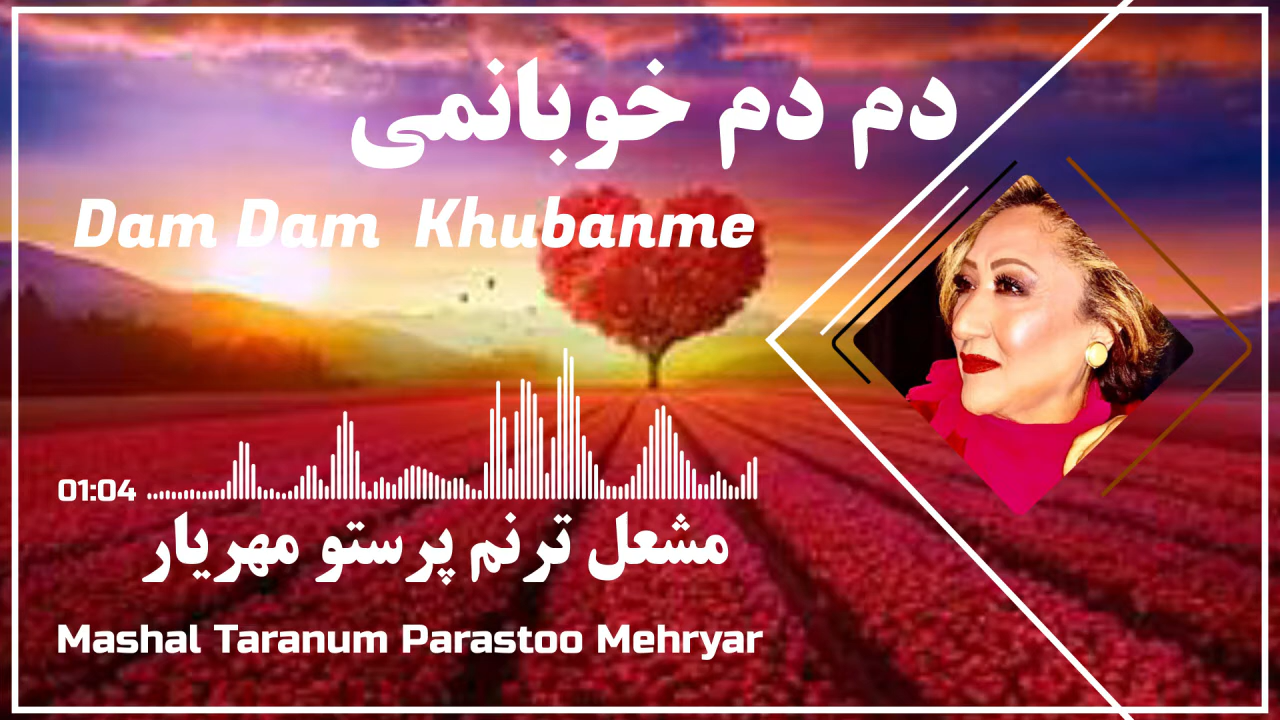 دم دم خوبانمی
Dam Dam Khubanme
01:04
مشعل ترنم پرستو مهریار
Mashal Taranum Parastoo Mehryar